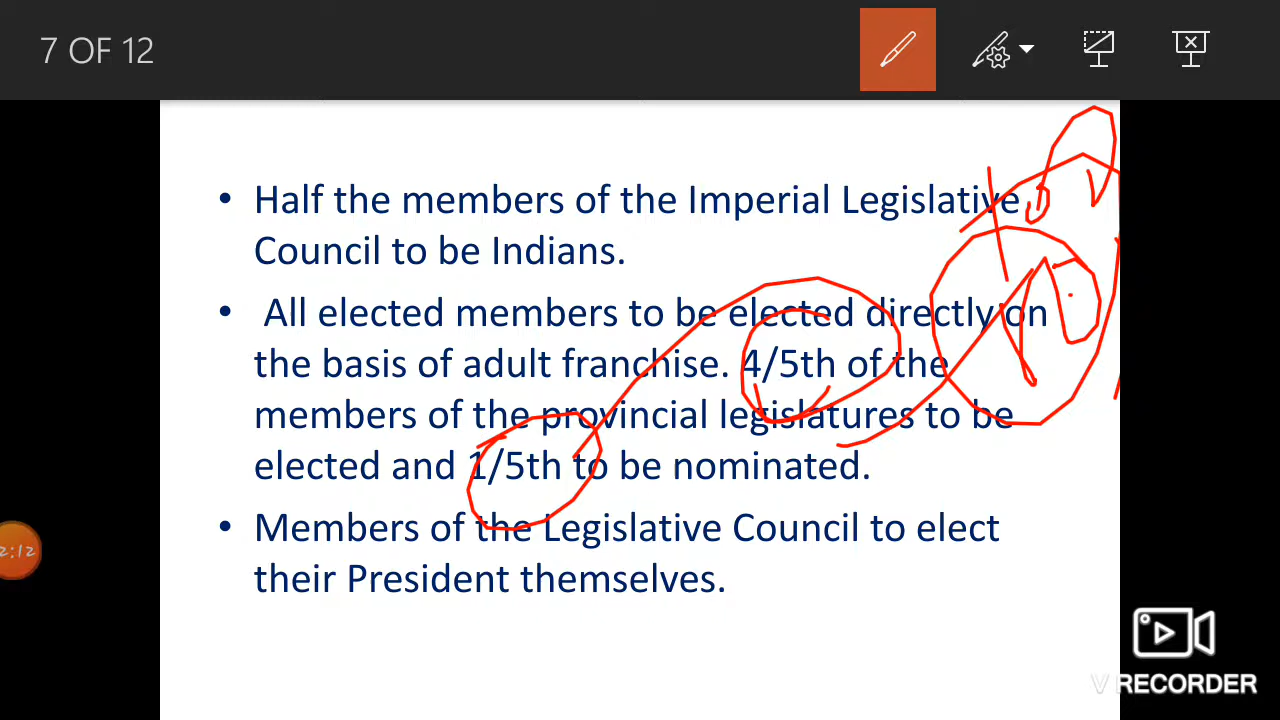 7 OF 12
• Half the members of the Imperial Legislative
Council to be Indians.
• All elected members to be elected directly on
the basis of adult franchise. 4/5th of the
members of the provincial legislatures to be
elected and 1/5th to be nominated.
• Members of the Legislative Council to elect
their President themselves.
2:12
V RECORDER